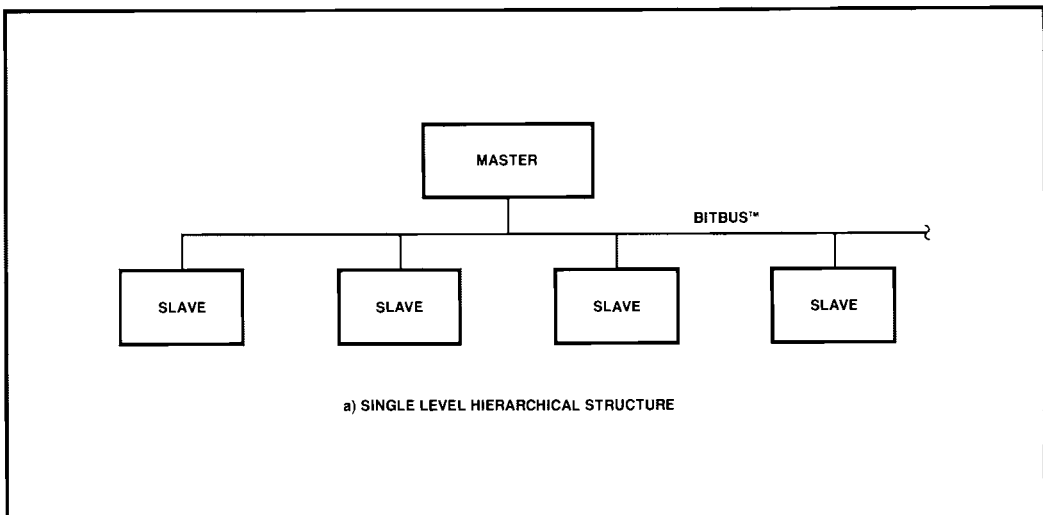 MASTER
BITBUS™
SLAVE SLAVE SLAVE SLAVE
a) SINGLE LEVEL HIERARCHICAL STRUCTURE